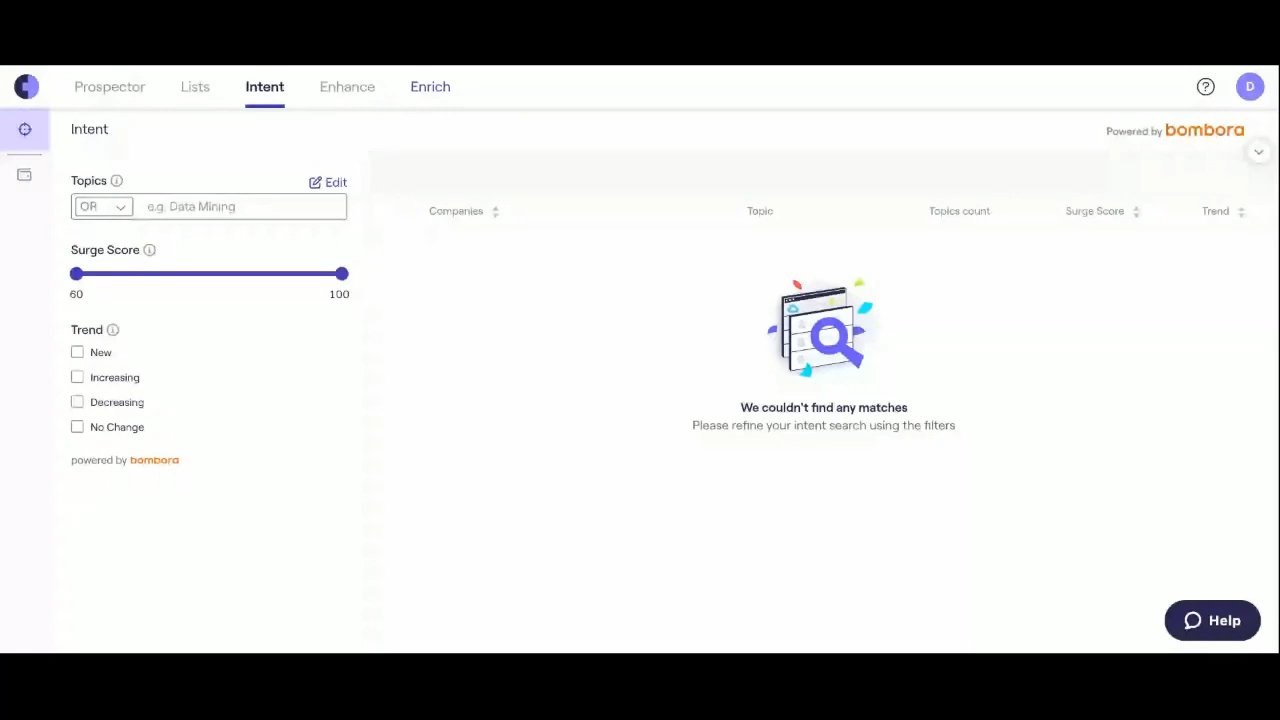 Prospector Lists Intent Enhance Enrich ? D
Intent
Powered by bombora
Topics Edit
OR e.g. Data Mining
Companies Topic Topics count Surge Score Trend
Surge Score
60 100
Trend
New
Increasing
Decreasing
No Change
powered by bombora
We couldn't find any matches
Please refine your intent search using the filters
Help